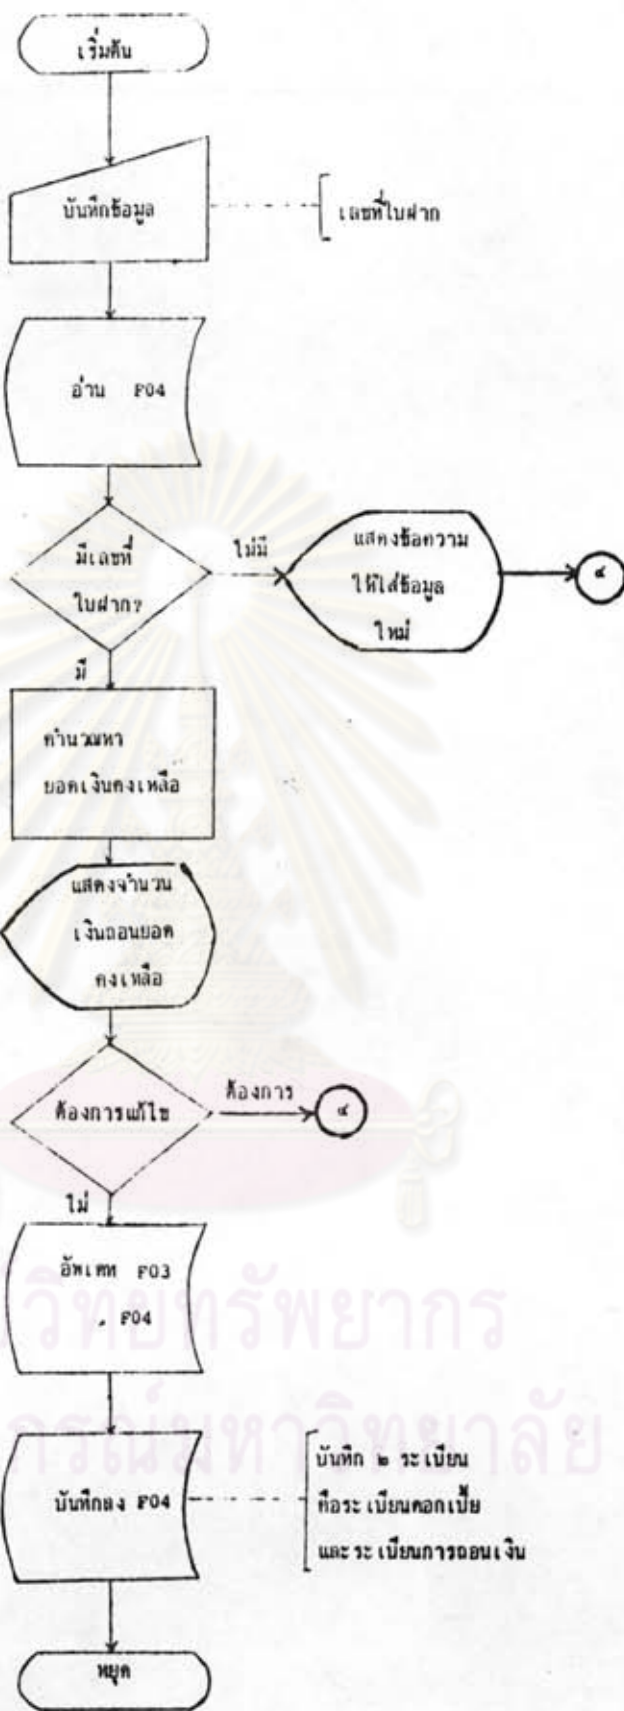 เริ่มต้น
บันทึกข้อมูล
เลขที่ใบฝาก
อ่าน F04
มีเลขที่
ใบฝาก?
ไม่มี
แสดงข้อความ
ให้ใส่ข้อมูล
ใหม่
๔
มี
คำนวณหา
ยอดเงินคงเหลือ
แสดงจำนวน
เงินถอนยอด
คงเหลือ
ต้องการแก้ไข
ต้องการ
๔
ไม่
อัพเดท F03
, F04
บันทึกลง F04
บันทึก ๒ ระเบียน
คือระเบียนดอกเบี้ย
และระเบียนการถอนเงิน
หยุด
วิทยทรัพยากร
กรณ์มหาวิทยาลัย